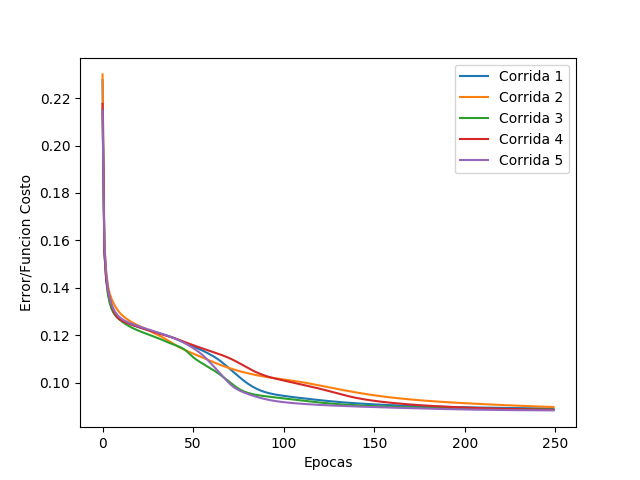 Corrida 1
Corrida 2
Corrida 3
Corrida 4
Corrida 5
Error/Funcion Costo
0.22
0.20
0.18
0.16
0.14
0.12
0.10
0
50
100
150
200
250
Epocas